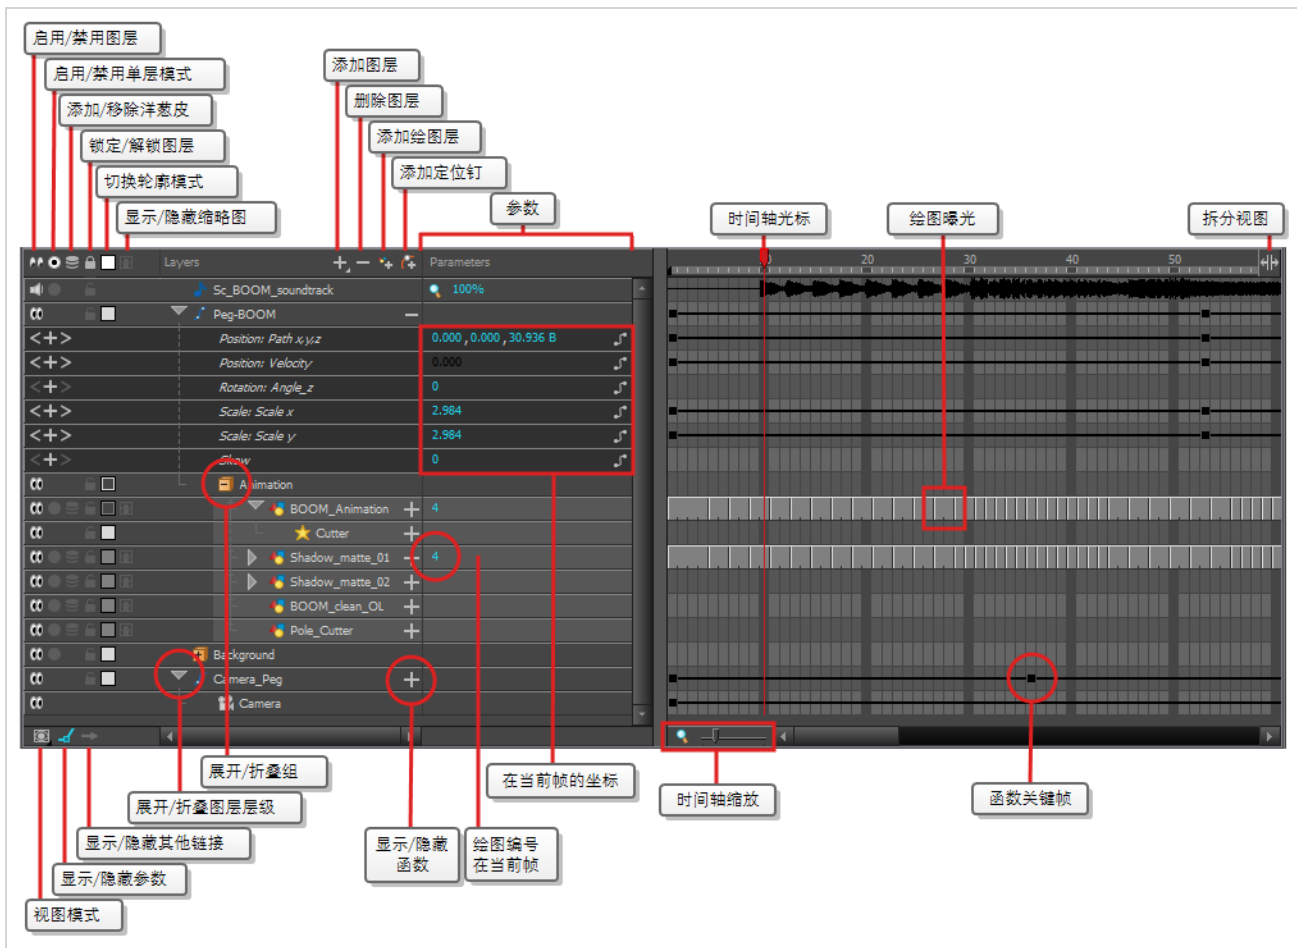 启用/禁用图层
启用/禁用单层模式
添加/移除洋葱皮
锁定/解锁图层
切换轮廓模式
显示/隐藏缩略图
添加图层
删除图层
添加绘图层
添加定位钉
参数
时间轴光标
绘图曝光
拆分视图
Layers
Parameters
10 20 30 40 50
Sc_BOOM_soundtrack 100%
Peg-BOOM
Position: Path x,y,z 0.000 , 0.000 , 30.936 B
Position: Velocity 0.000
Rotation: Angle_z 0
Scale: Scale x 2.984
Scale: Scale y 2.984
Skew 0
Animation
BOOM_Animation 4
Cutter
Shadow_matte_01 4
Shadow_matte_02
BOOM_clean_OL
Pole_Cutter
Background
Camera_Peg
Camera
展开/折叠组
展开/折叠图层层级
显示/隐藏其他链接
显示/隐藏参数
视图模式
显示/隐藏
函数
绘图编号
在当前帧
在当前帧的坐标
时间轴缩放
函数关键帧